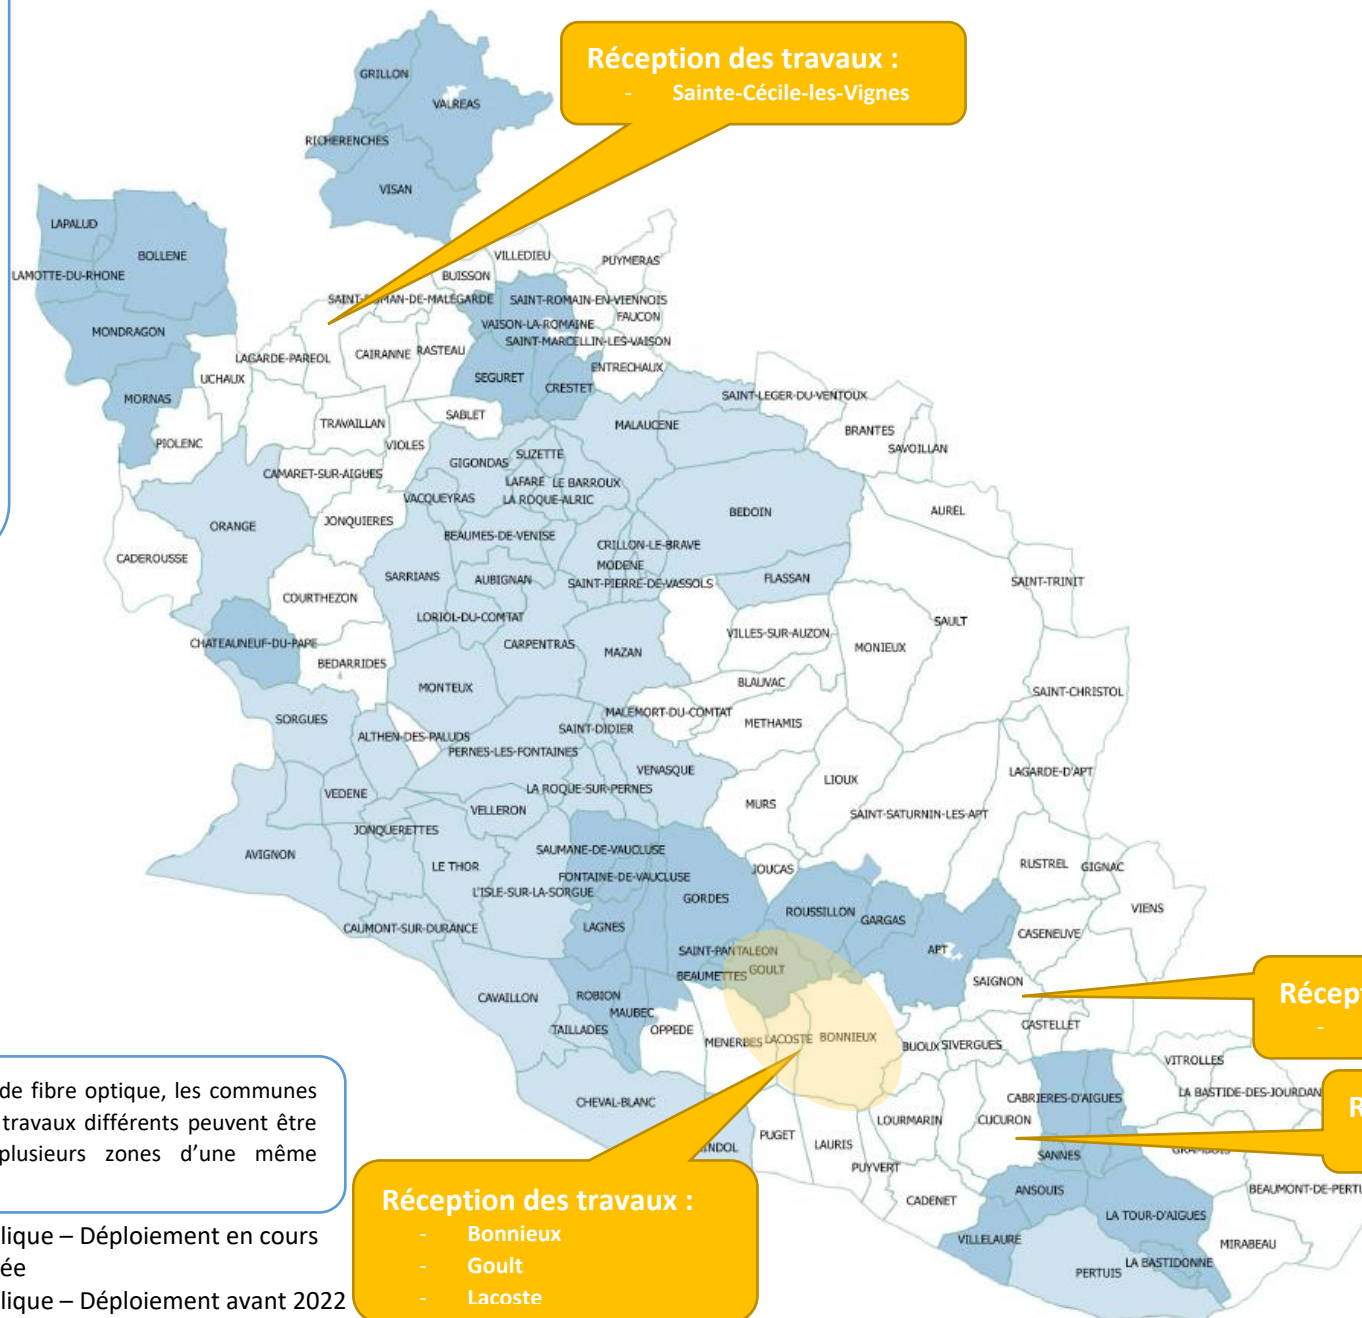 Réception des travaux :
- Sainte-Cécile-les-Vignes
GRILLON
VALREAS
RICHERENCHES
VISAN
LAPALUD
BOLLENE
LAMOTTE-DU-RHONE
MONDRAGON
MORNAS
VILLEDIEU
PUYMERAS
BUISSON
SAINT-ROMAN-DE-MALEGARDE
SAINT-ROMAIN-EN-VIENNOIS
FAUCON
VAISON-LA-ROMAINE
SAINT-MARCELLIN-LES-VAISON
LAGARDE-PAREOL
CAIRANNE
RASTEAU
ENTRECHAUX
UCHAUX
SEGURET
CRESTET
SAINT-LEGER-DU-VENTOUX
SABLET
TRAVAILLAN
MALAUCENE
BRANTES
SAVOILLAN
PIOLENC
VIOLES
GIGONDAS
SUZETTE
CAMARET-SUR-AIGUES
LAFARE
LE BARROUX
VACQUEYRAS
LA ROQUE-ALRIC
BEDOIN
AUREL
ORANGE
JONQUIERES
BEAUMES-DE-VENISE
CRILLON-LE-BRAVE
CADEROUSSE
MODENE
SARRIANS
AUBIGNAN
SAINT-PIERRE-DE-VASSOLS
FLASSAN
SAINT-TRINIT
COURTHEZON
LORIOL-DU-COMTAT
SAULT
CHATEAUNEUF-DU-PAPE
CARPENTRAS
MAZAN
VILLES-SUR-AUZON
MONIEUX
BEDARRIDES
MONTEUX
BLAUVAC
SAINT-CHRISTOL
SORGUES
MALEMORT-DU-COMTAT
METHAMIS
SAINT-DIDIER
ALTHEN-DES-PALUDS
PERNES-LES-FONTAINES
VENASQUE
LIOUX
LAGARDE-D'APT
VEDENE
LA ROQUE-SUR-PERNES
MURS
VELLERON
SAINT-SATURNIN-LES-APT
JONQUERETTES
AVIGNON
SAUMANE-DE-VAUCLUSE
LE THOR
JOUCAS
RUSTREL
GIGNAC
FONTAINE-DE-VAUCLUSE
L'ISLE-SUR-LA-SORGUE
GORDES
ROUSSILLON
GARGAS
VIENS
CAUMONT-SUR-DURANCE
LAGNES
CASENEUVE
SAINT-PANTALEON
APT
BEAUMETTES
GOULT
SAIGNON
CAVAILLON
ROBION
MAUBEC
TAILLADES
OPPEDE
MENERBES
LACOSTE
BONNIEUX
CASTELLET
BUOUX
SIVERGUES
VITROLLES
CHEVAL-BLANC
CABRIERES-D'AIGUES
LA BASTIDE-DES-JOURDAN
LOURMARIN
CUCURON
PUGET
LAURIS
INDOL
SANNES
GRAMBOIS
PUYVERT
CADENET
ANSOUIS
BEAUMONT-DE-PERTU
LA TOUR-D'AIGUES
VILLELAURE
MIRABEAU
LA BASTIDONNE
PERTUIS
Récept
-
R
de fibre optique, les communes
travaux différents peuvent être
plusieurs zones d'une même
Réception des travaux :
- Bonnieux
- Goult
- Lacoste
lique – Déploiement en cours
ée
lique – Déploiement avant 2022